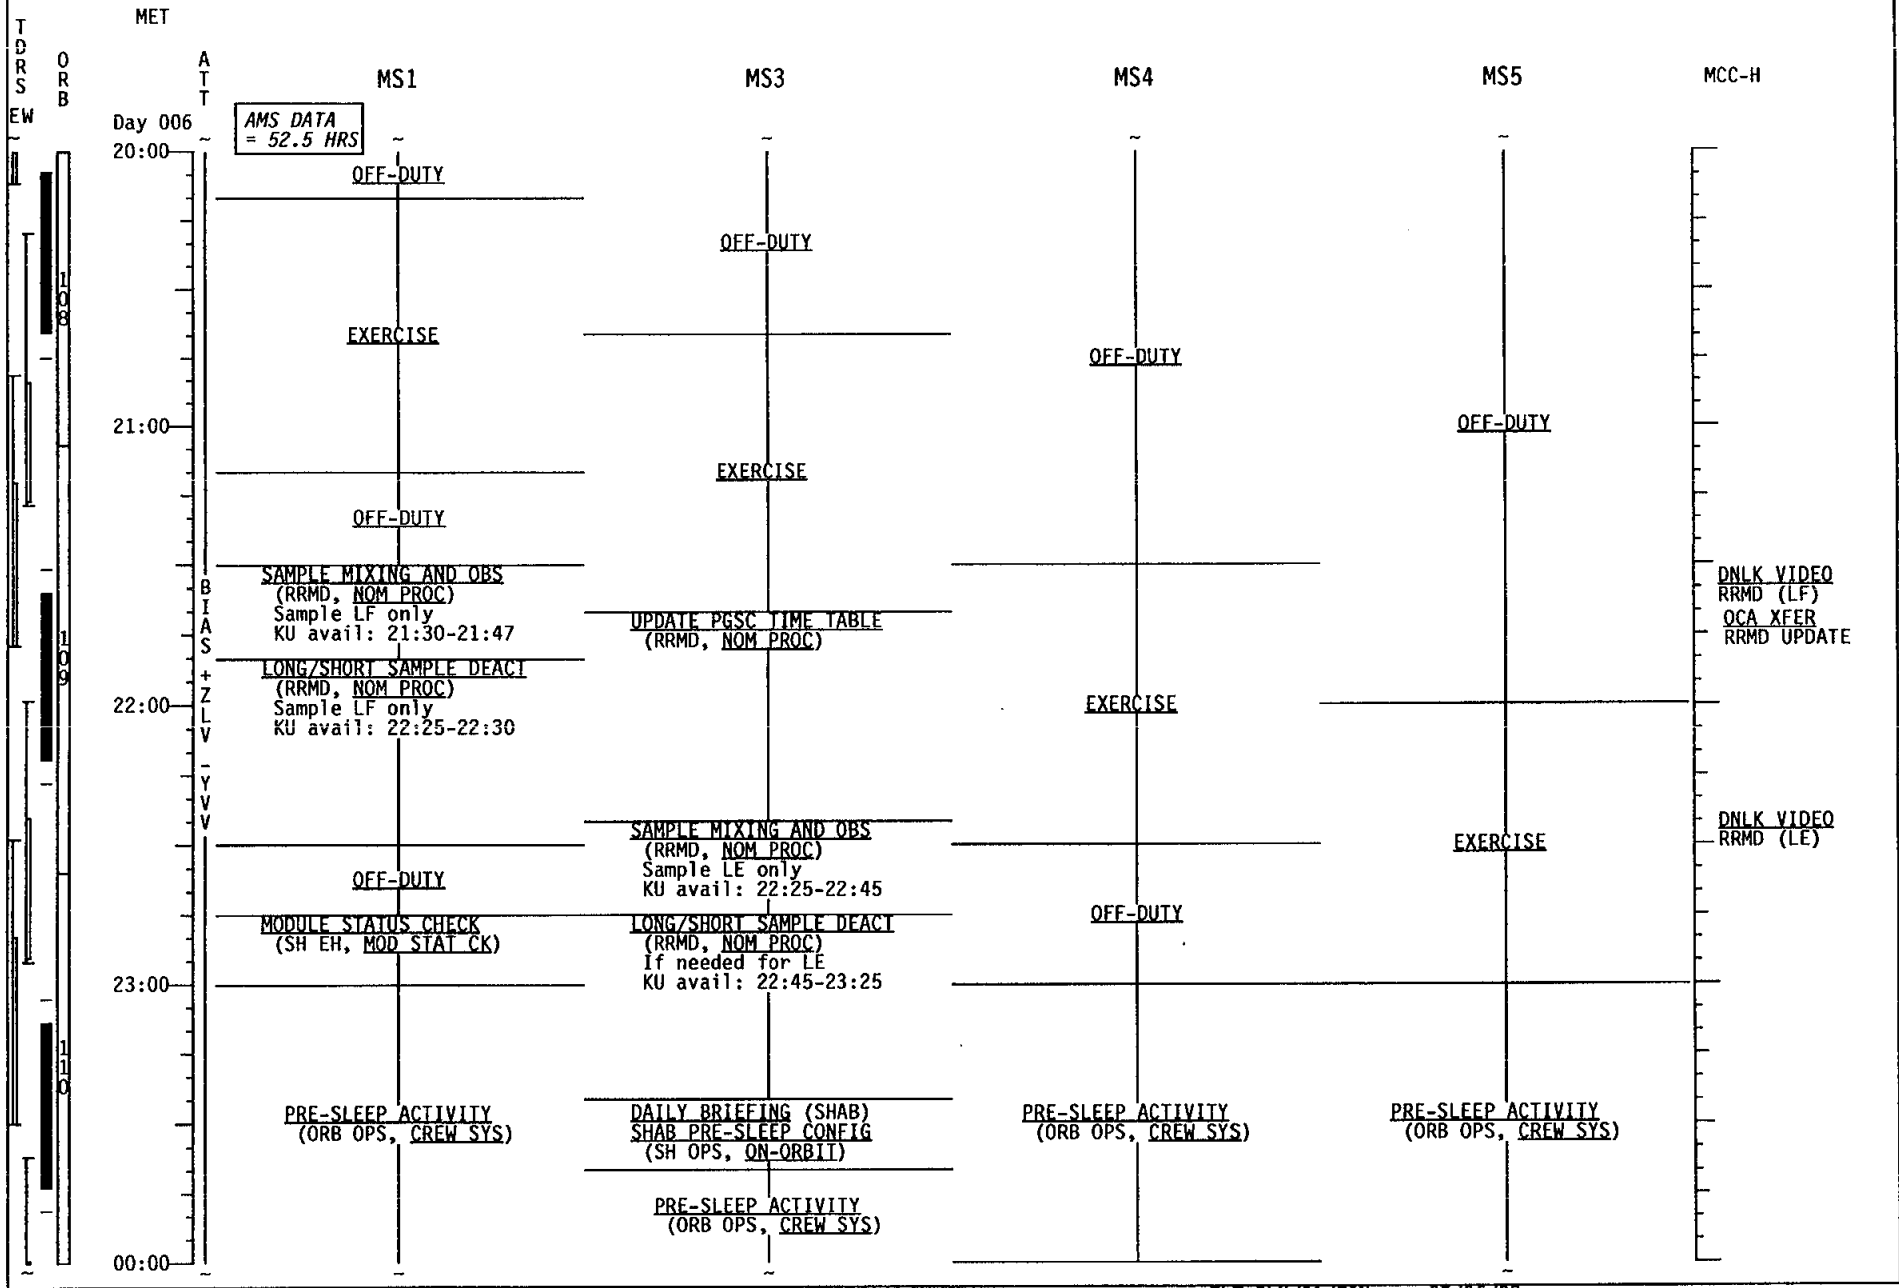 MET
TDRS
ORB
ATT
MS1
MS3
MS4
MS5
MCC-H
EW
Day 006
AMS DATA
= 52.5 HRS
20:00
OFF-DUTY
OFF-DUTY
108
EXERCISE
OFF-DUTY
21:00
OFF-DUTY
EXERCISE
OFF-DUTY
SAMPLE MIXING AND OBS
(RRMD, NOM PROC)
Sample LF only
KU avail: 21:30-21:47
DNLK VIDEO
RRMD (LF)
OCA XFER
RRMD UPDATE
UPDATE PGSC TIME TABLE
(RRMD, NOM PROC)
109
BIAS +ZLV -YVV
LONG/SHORT SAMPLE DEACT
(RRMD, NOM PROC)
Sample LF only
KU avail: 22:25-22:30
22:00
EXERCISE
SAMPLE MIXING AND OBS
(RRMD, NOM PROC)
Sample LE only
KU avail: 22:25-22:45
EXERCISE
DNLK VIDEO
RRMD (LE)
OFF-DUTY
OFF-DUTY
MODULE STATUS CHECK
(SH EH, MOD STAT CK)
LONG/SHORT SAMPLE DEACT
(RRMD, NOM PROC)
If needed for LE
KU avail: 22:45-23:25
23:00
110
PRE-SLEEP ACTIVITY
(ORB OPS, CREW SYS)
DAILY BRIEFING (SHAB)
SHAB PRE-SLEEP CONFIG
(SH OPS, ON-ORBIT)
PRE-SLEEP ACTIVITY
(ORB OPS, CREW SYS)
PRE-SLEEP ACTIVITY
(ORB OPS, CREW SYS)
PRE-SLEEP ACTIVITY
(ORB OPS, CREW SYS)
00:00